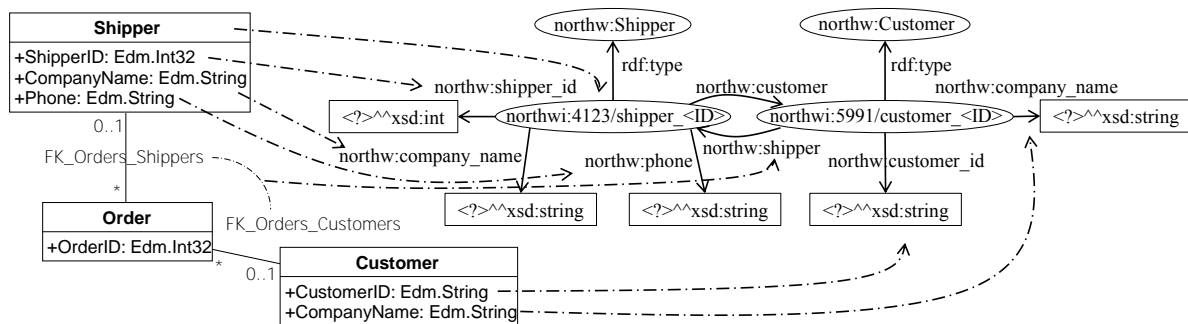 Shipper
+ShipperID: Edm.Int32
+CompanyName: Edm.String
+Phone: Edm.String
0..1
FK_Orders_Shippers
*
Order
+OrderID: Edm.Int32
FK_Orders_Customers
*
0..1
Customer
+CustomerID: Edm.String
+CompanyName: Edm.String
northw:Shipper
northw:Customer
rdf:type
rdf:type
northw:shipper_id
northw:customer
northw:company_name
<?>^^xsd:int
northwi:4123/shipper_<ID>
northwi:5991/customer_<ID>
<?>^^xsd:string
northw:company_name
northw:phone
northw:shipper
northw:customer_id
<?>^^xsd:string
<?>^^xsd:string
<?>^^xsd:string